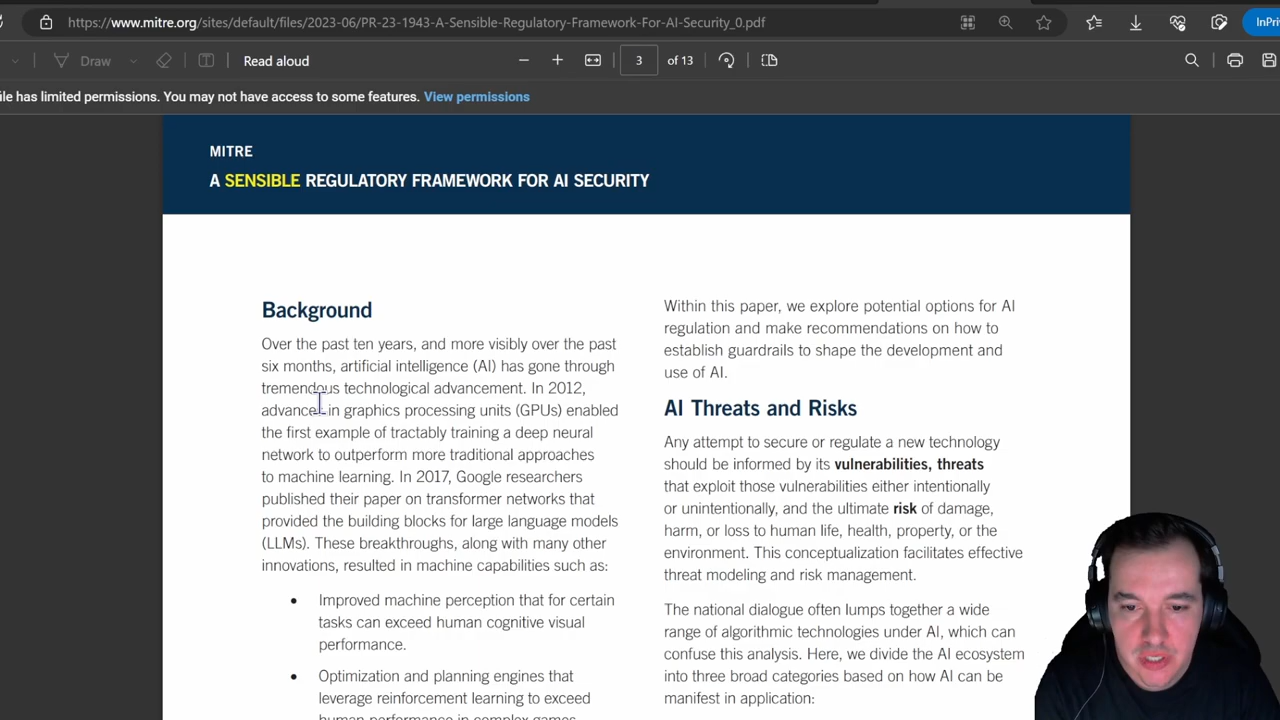 https://www.mitre.org/sites/default/files/2023-06/PR-23-1943-A-Sensible-Regulatory-Framework-For-AI-Security_0.pdf
InPriv
Draw
Read aloud
3
of 13
ile has limited permissions. You may not have access to some features. View permissions
MITRE
A SENSIBLE REGULATORY FRAMEWORK FOR AI SECURITY
Background
Over the past ten years, and more visibly over the past
six months, artificial intelligence (AI) has gone through
tremendous technological advancement. In 2012,
advances in graphics processing units (GPUs) enabled
the first example of tractably training a deep neural
network to outperform more traditional approaches
to machine learning. In 2017, Google researchers
published their paper on transformer networks that
provided the building blocks for large language models
(LLMs). These breakthroughs, along with many other
innovations, resulted in machine capabilities such as:
• Improved machine perception that for certain
tasks can exceed human cognitive visual
performance.
• Optimization and planning engines that
leverage reinforcement learning to exceed
human performance in complex games
Within this paper, we explore potential options for AI
regulation and make recommendations on how to
establish guardrails to shape the development and
use of AI.
AI Threats and Risks
Any attempt to secure or regulate a new technology
should be informed by its vulnerabilities, threats
that exploit those vulnerabilities either intentionally
or unintentionally, and the ultimate risk of damage,
harm, or loss to human life, health, property, or the
environment. This conceptualization facilitates effective
threat modeling and risk management.
The national dialogue often lumps together a wide
range of algorithmic technologies under AI, which can
confuse this analysis. Here, we divide the AI ecosystem
into three broad categories based on how AI can be
manifest in application: